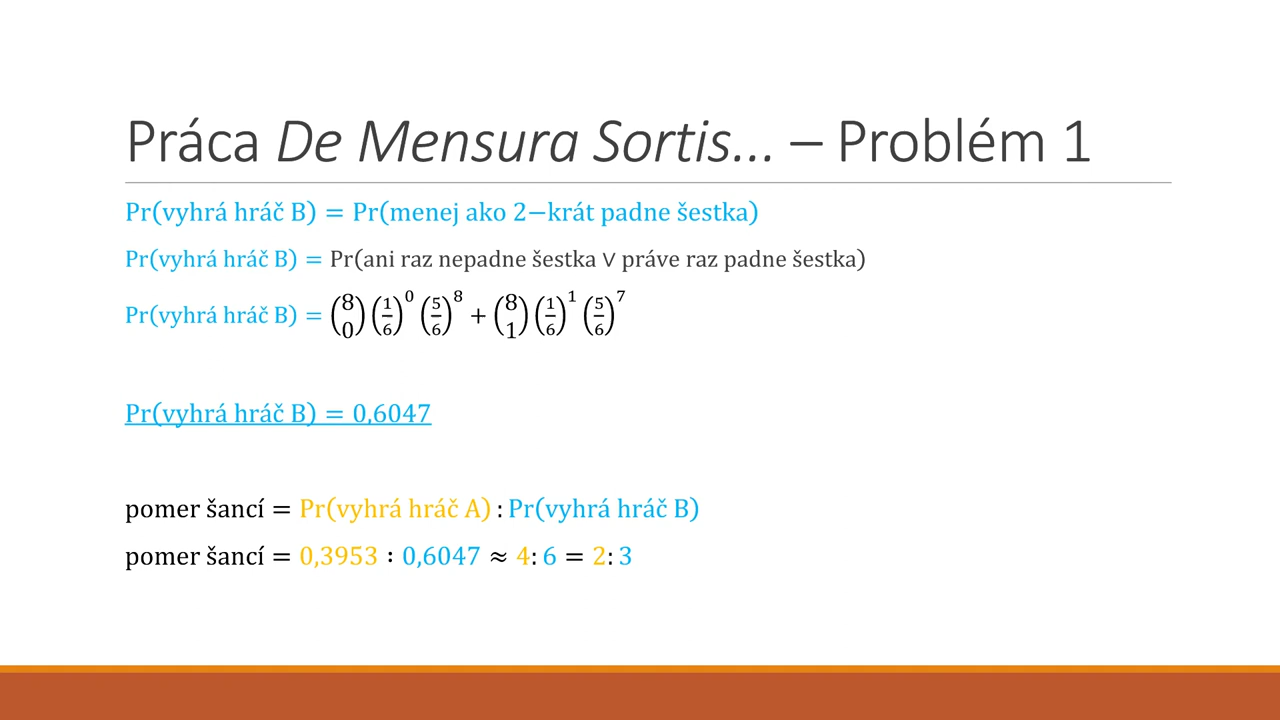 Práca De Mensura Sortis... – Problém 1
Pr(vyhrá hráč B) = Pr(menej ako 2−krát padne šestka)
Pr(vyhrá hráč B) = Pr(ani raz nepadne šestka ∨ práve raz padne šestka)
Pr(vyhrá hráč B) = (8 0)(1/6)^0(5/6)^8 + (8 1)(1/6)^1(5/6)^7
Pr(vyhrá hráč B) = 0,6047
pomer šancí = Pr(vyhrá hráč A) : Pr(vyhrá hráč B)
pomer šancí = 0,3953 : 0,6047 ≈ 4: 6 = 2: 3